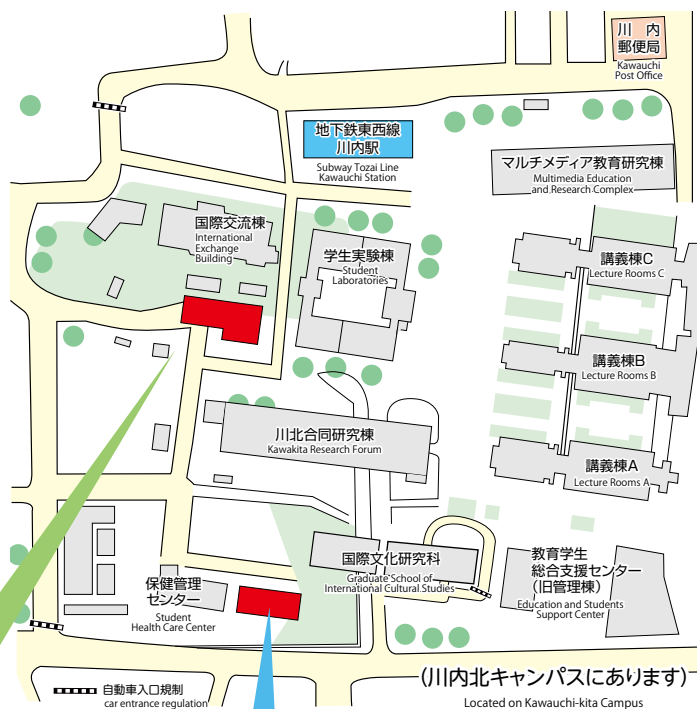 川 内
郵便局
Kawauchi
Post Office
地下鉄東西線
川内駅
Subway Tozai Line
Kawauchi Station
マルチメディア教育研究棟
Multimedia Education
and Research Complex
国際交流棟
International
Exchange
Building
学生実験棟
Student
Laboratories
講義棟C
Lecture Rooms C
講義棟B
Lecture Rooms B
川北合同研究棟
Kawakita Research Forum
講義棟A
Lecture Rooms A
国際文化研究科
Graduate School of
International Cultural Studies
教育学生
総合支援センター
(旧管理棟)
Education and Students
Support Center
保健管理
センター
Student
Health Care Center
(川内北キャンパスにあります)
Located on Kawauchi-kita Campus
自動車入口規制
car entrance regulation